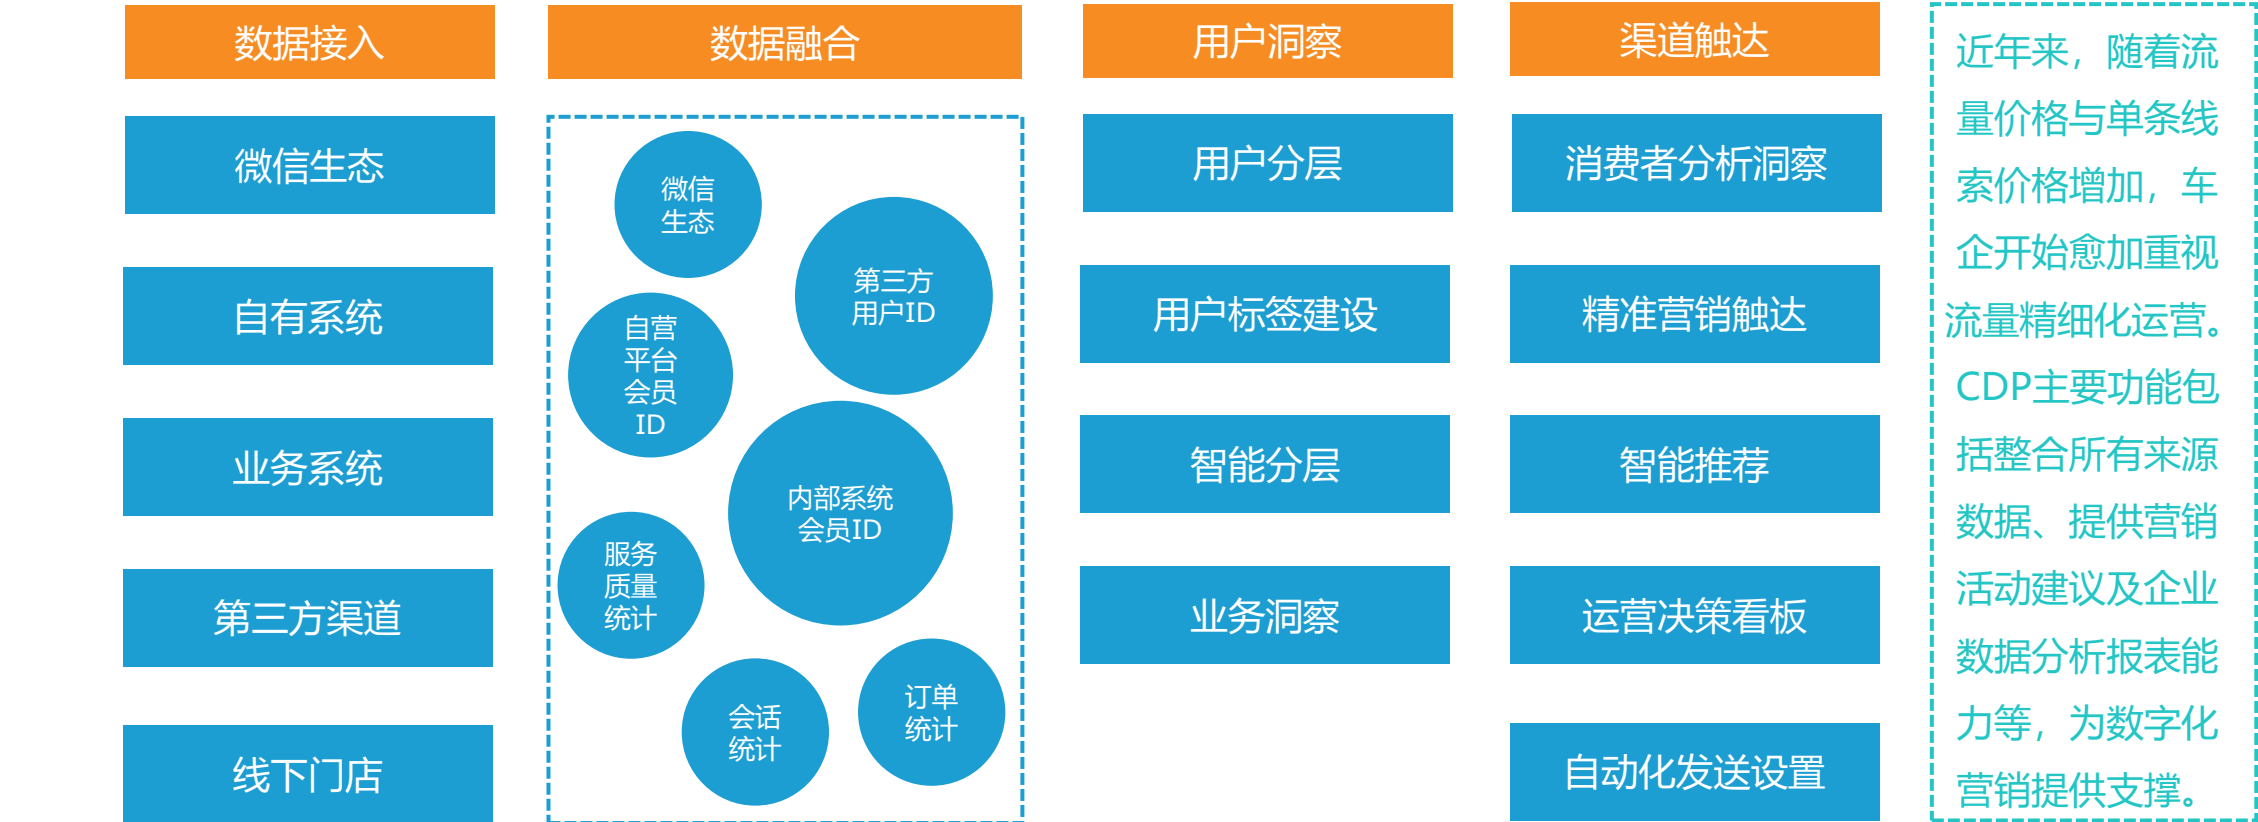 数据接入
微信生态
自有系统
业务系统
第三方渠道
线下门店
数据融合
微信
生态
第三方
用户ID
自营
平台
会员
ID
内部系统
会员ID
服务
质量
统计
会话
统计
订单
统计
用户洞察
用户分层
用户标签建设
智能分层
业务洞察
渠道触达
消费者分析洞察
精准营销触达
智能推荐
运营决策看板
自动化发送设置
近年来，随着流
量价格与单条线
索价格增加，车
企开始愈加重视
流量精细化运营。
CDP主要功能包
括整合所有来源
数据、提供营销
活动建议及企业
数据分析报表能
力等，为数字化
营销提供支撑。